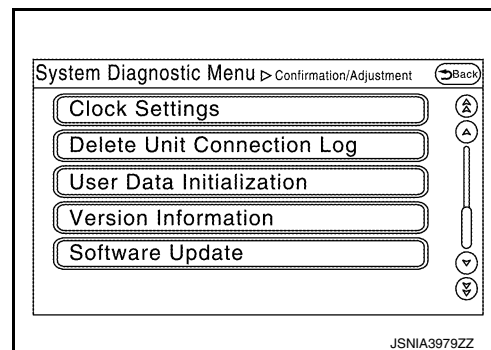 System Diagnostic Menu ▷ Confirmation/Adjustment Back
Clock Settings
Delete Unit Connection Log
User Data Initialization
Version Information
Software Update
JSNIA3979ZZ